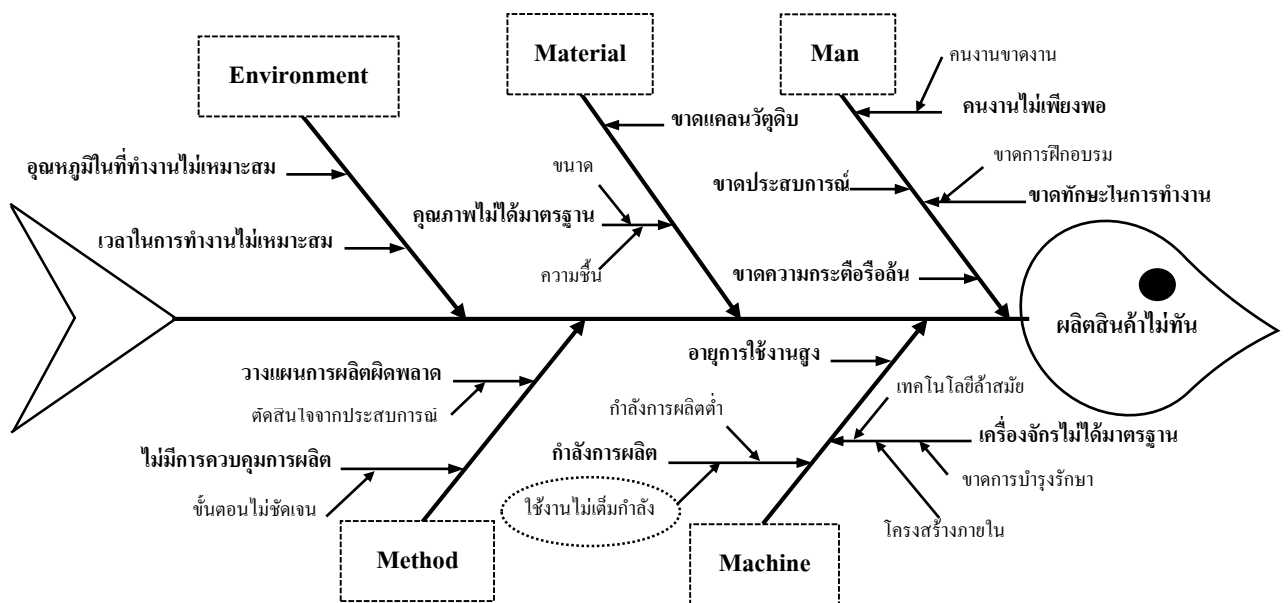 Environment
Material
Man
คนงานขาดงาน
คนงานไม่เพียงพอ
ขาดแคลนวัตุดิบ
ขาดการฝึกอบรม
อุณหภูมิในที่ทำงานไม่เหมาะสม
ขนาด
ขาดประสบการณ์
ขาดทักษะในการทำงาน
คุณภาพไม่ได้มาตรฐาน
เวลาในการทำงานไม่เหมาะสม
ความชื้น
ขาดความกระตือรือล้น
ผลิตสินค้าไม่ทัน
อายุการใช้งานสูง
วางแผนการผลิตผิดพลาด
เทคโนโลยีล้าสมัย
ตัดสินใจจากประสบการณ์
กำลังการผลิตต่ำ
เครื่องจักรไม่ได้มาตรฐาน
ไม่มีการควบคุมการผลิต
กำลังการผลิต
ขาดการบำรุงรักษา
ขั้นตอนไม่ชัดเจน
ใช้งานไม่เต็มกำลัง
โครงสร้างภายใน
Method
Machine